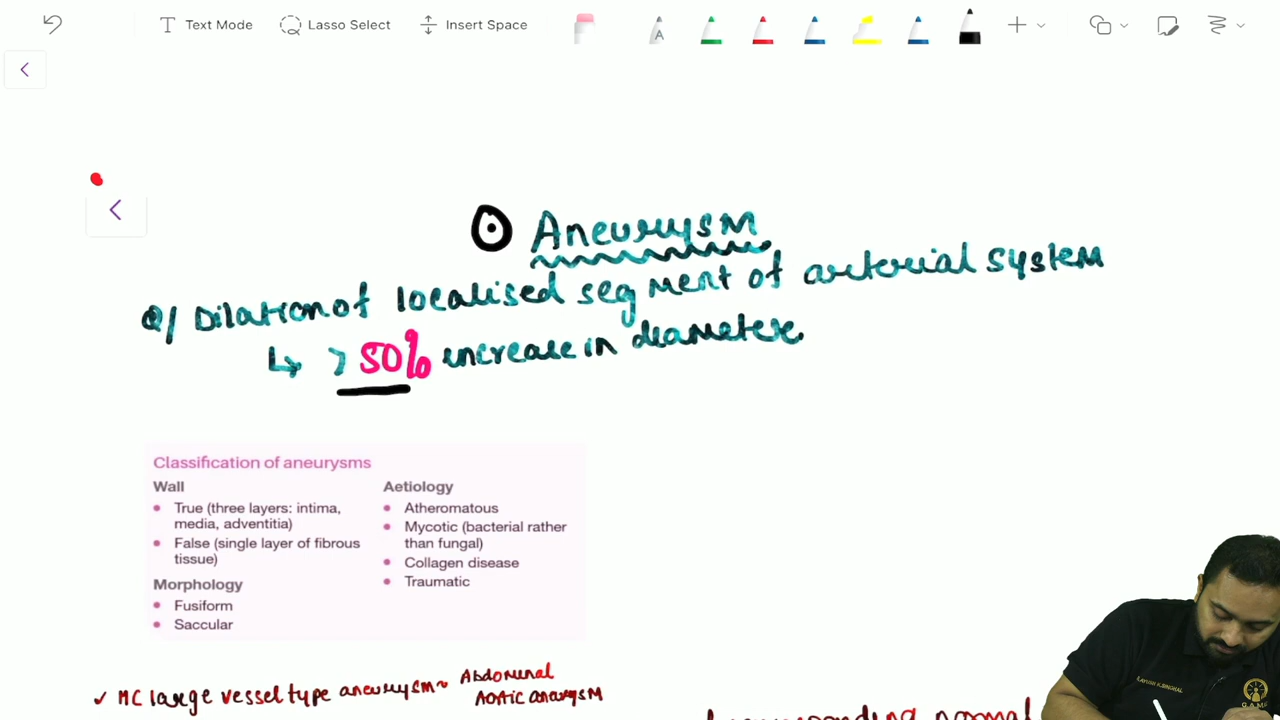 Text Mode
Lasso Select
Insert Space
A
Aneurysm
Q/ Dilation of localised segment of arterial system
↳ > 50% increase in diameter
Classification of aneurysms
Wall
• True (three layers: intima,
media, adventitia)
• False (single layer of fibrous
tissue)
Morphology
• Fusiform
• Saccular
Aetiology
• Atheromatous
• Mycotic (bacterial rather
than fungal)
• Collagen disease
• Traumatic
✓ MC large vessel type aneurysm ~ Abdominal
Aortic aneurysm
normal